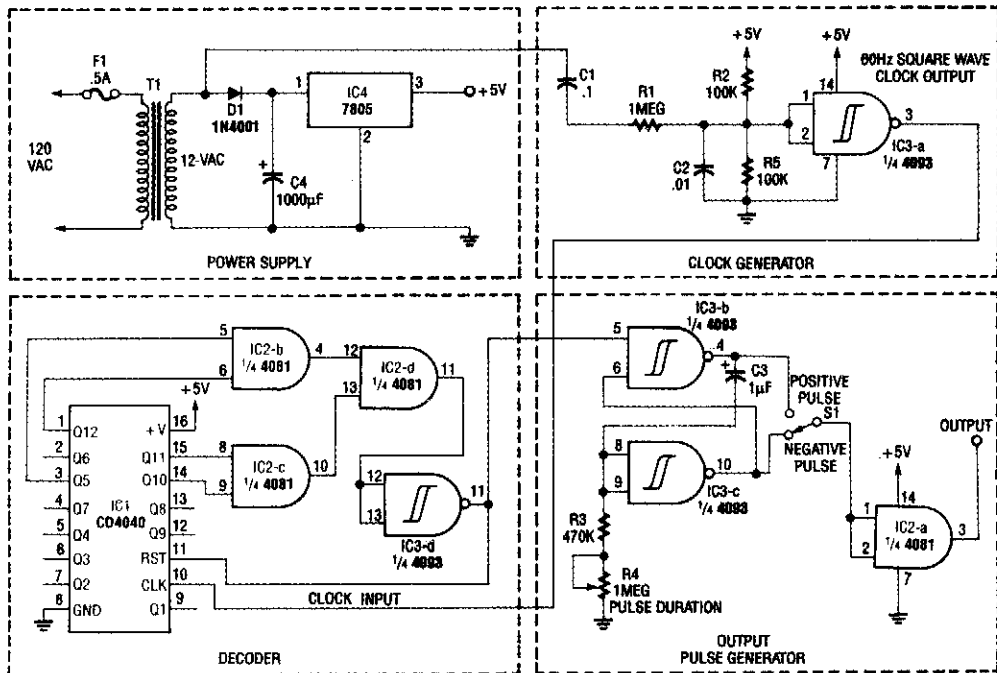 F1
.5A
T1
120
VAC
12-VAC
D1
1N4001
+
C4
1000µF
1
IC4
7805
3
2
+5V
POWER SUPPLY
C1
.1
R1
1MEG
+5V
R2
100K
C2
.01
R5
100K
+5V
60Hz SQUARE WAVE
CLOCK OUTPUT
14
1
2
3
7
IC3-a
1/4 4093
CLOCK GENERATOR
5
6
IC2-b
1/4 4081
4
12
13
IC2-d
1/4 4081
11
+5V
8
9
IC2-c
1/4 4081
10
12
13
11
IC3-d
1/4 4093
IC1
CD4040
1 Q12
2 Q6
3 Q5
4 Q7
5 Q4
6 Q3
7 Q2
8 GND
+V 16
Q11 15
Q10 14
Q8 13
Q9 12
RST 11
CLK 10
Q1 9
CLOCK INPUT
DECODER
IC3-b
1/4 4093
5
6
4
+
C3
1µF
8
9
10
IC3-c
1/4 4093
R3
470K
R4
1MEG
PULSE DURATION
POSITIVE
PULSE
S1
NEGATIVE
PULSE
OUTPUT
+5V
14
1
2
IC2-a
1/4 4081
3
7
OUTPUT
PULSE GENERATOR